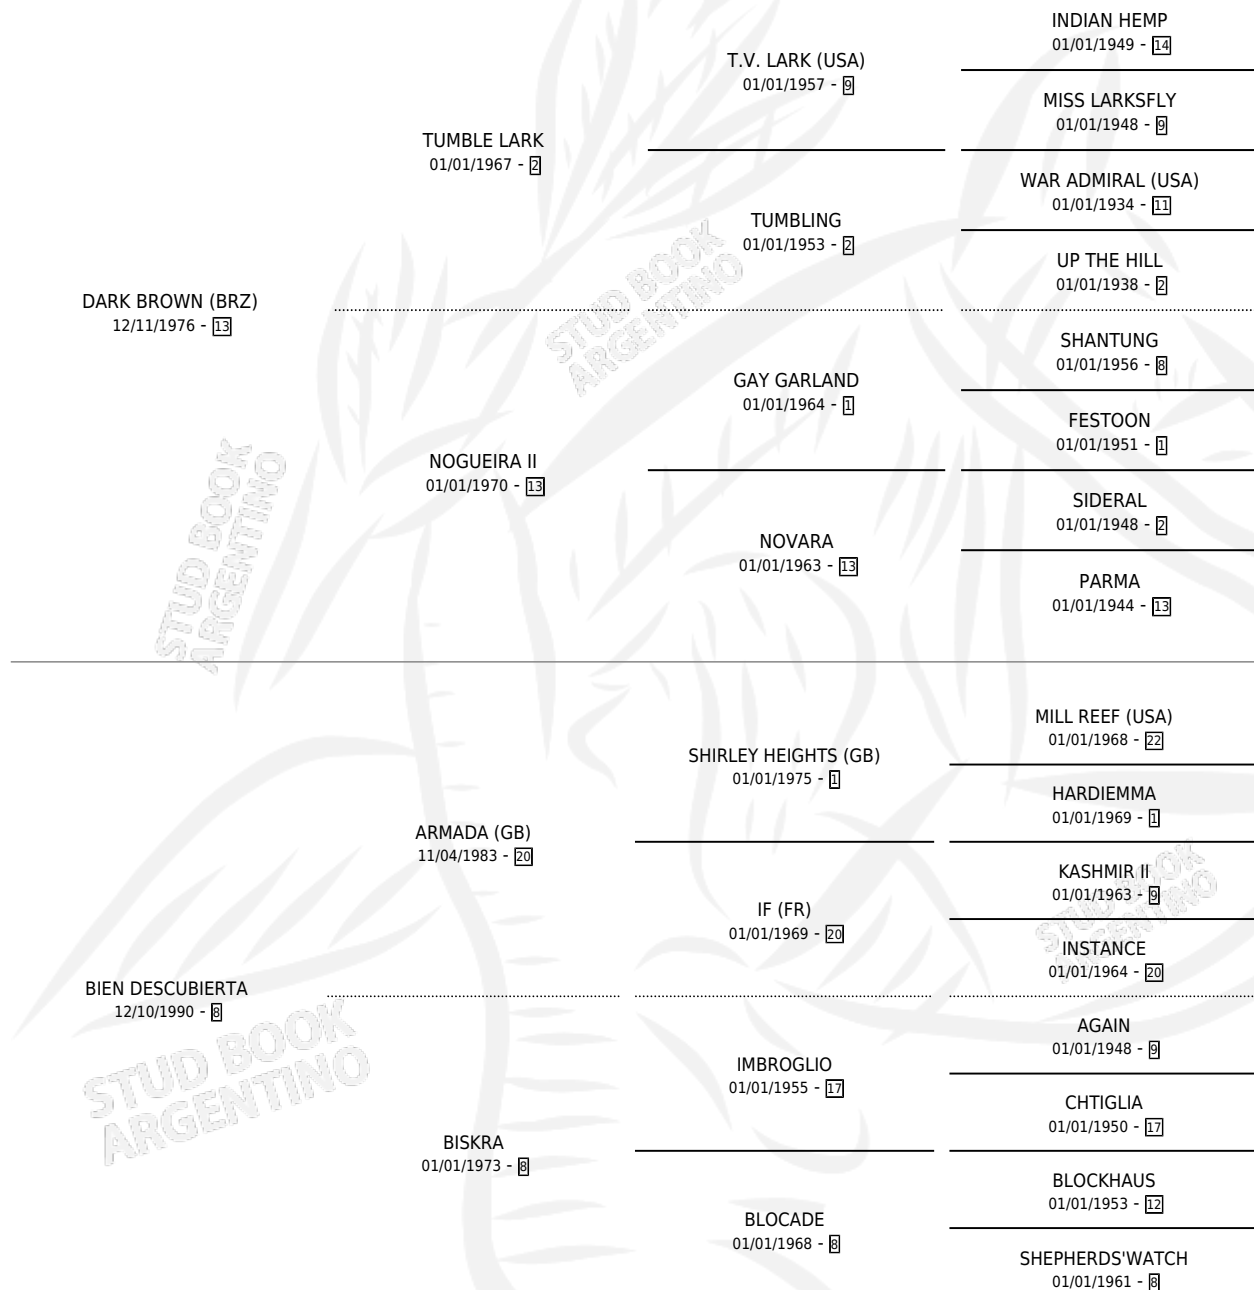 INDIAN HEMP
01/01/1949 - 14
T.V. LARK (USA)
01/01/1957 - 9
MISS LARKSFLY
01/01/1948 - 9
TUMBLE LARK
01/01/1967 - 2
WAR ADMIRAL (USA)
01/01/1934 - 11
TUMBLING
01/01/1953 - 2
UP THE HILL
01/01/1938 - 2
DARK BROWN (BRZ)
12/11/1976 - 13
SHANTUNG
01/01/1956 - 8
GAY GARLAND
01/01/1964 - 1
FESTOON
01/01/1951 - 1
NOGUEIRA II
01/01/1970 - 13
SIDERAL
01/01/1948 - 2
NOVARA
01/01/1963 - 13
PARMA
01/01/1944 - 13
MILL REEF (USA)
01/01/1968 - 22
SHIRLEY HEIGHTS (GB)
01/01/1975 - 1
HARDIEMMA
01/01/1969 - 1
ARMADA (GB)
11/04/1983 - 20
KASHMIR II
01/01/1963 - 9
IF (FR)
01/01/1969 - 20
INSTANCE
01/01/1964 - 20
BIEN DESCUBIERTA
12/10/1990 - 8
AGAIN
01/01/1948 - 9
IMBROGLIO
01/01/1955 - 17
CHTIGLIA
01/01/1950 - 17
BISKRA
01/01/1973 - 8
BLOCKHAUS
01/01/1953 - 12
BLOCADE
01/01/1968 - 8
SHEPHERDS'WATCH
01/01/1961 - 8
STUD BOOK
ARGENTINO
STUD BOOK
ARGENTINO
STUD BOOK
ARGENTINO
STUD BOOK
ARGENTINO